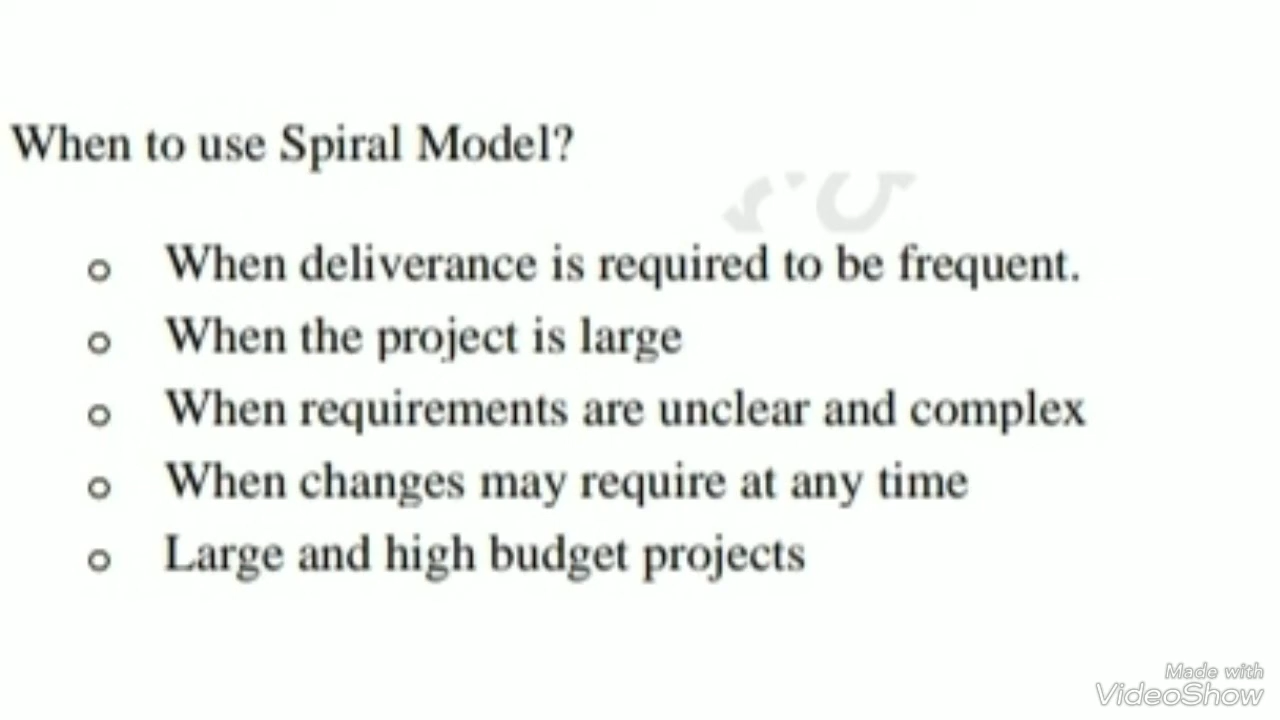 When to use Spiral Model?
o When deliverance is required to be frequent.
o When the project is large
o When requirements are unclear and complex
o When changes may require at any time
o Large and high budget projects
Made with
VideoShow